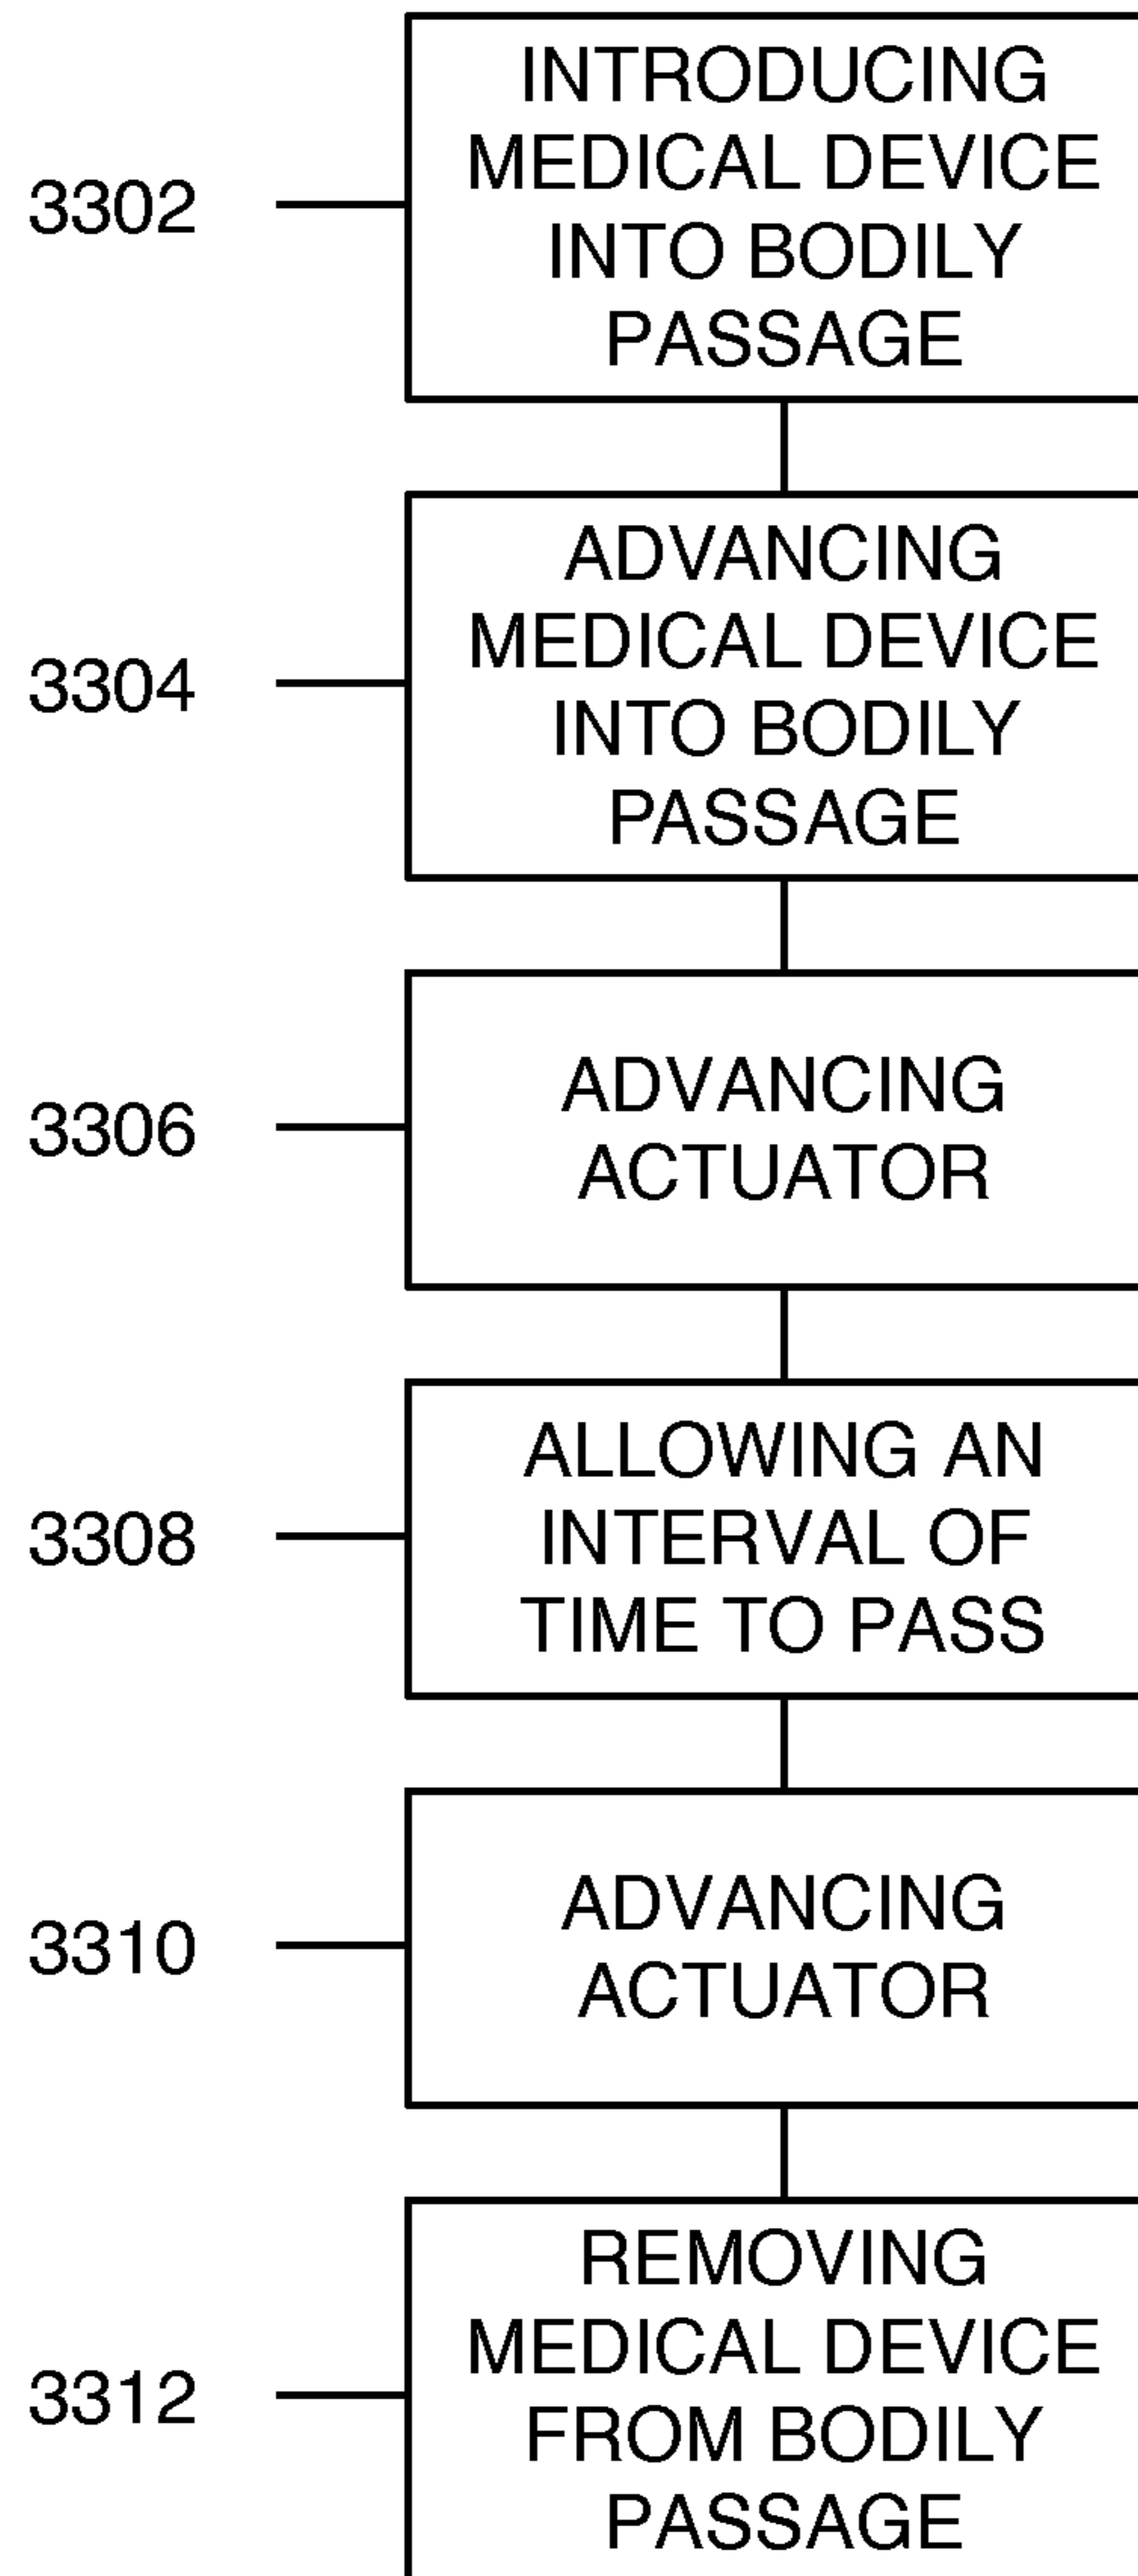 INTRODUCING
MEDICAL DEVICE
INTO BODILY
PASSAGE
3302
ADVANCING
MEDICAL DEVICE
INTO BODILY
PASSAGE
3304
ADVANCING
ACTUATOR
3306
ALLOWING AN
INTERVAL OF
TIME TO PASS
3308
ADVANCING
ACTUATOR
3310
REMOVING
MEDICAL DEVICE
FROM BODILY
PASSAGE
3312